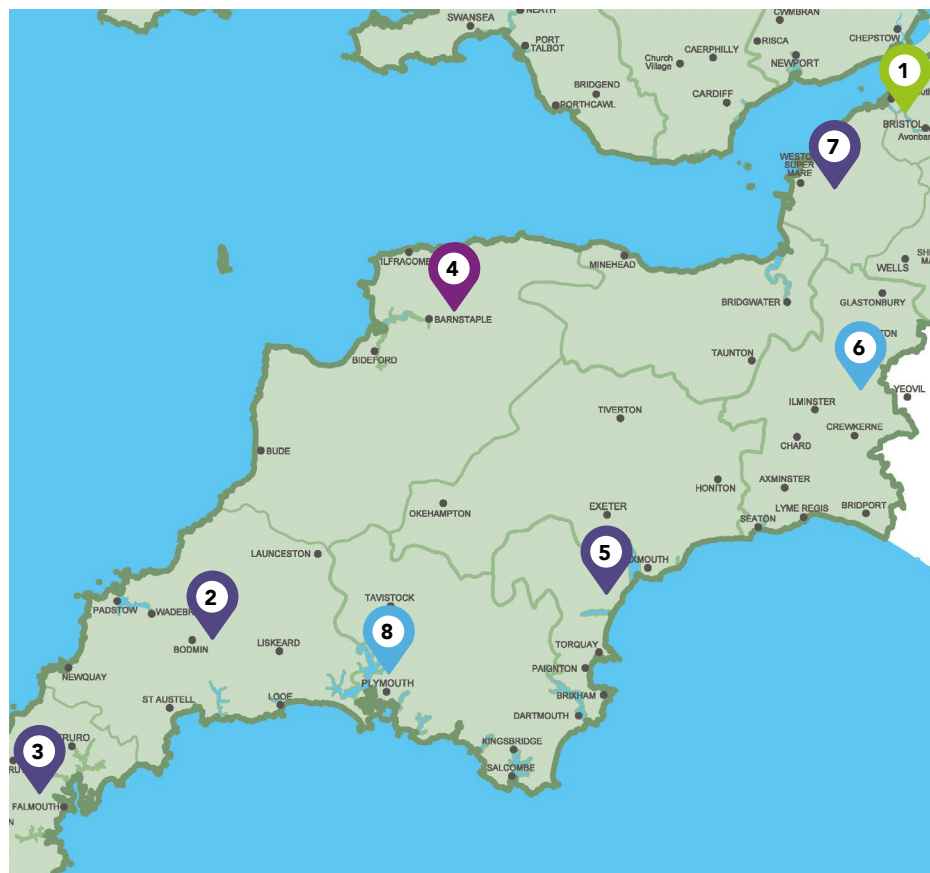 SWANSEA
NEATH
PORT
TALBOT
CWMBRAN
RISCA
CAERPHILLY
Church
Village
NEWPORT
CHEPSTOW
BRIDGEND
PORTHCAWL
CARDIFF
1
BRISTOL
7
WELLS
SUPER
MARE
4
MINEHEAD
BRIDGWATER
GLASTONBURY
BARNSTAPLE
BIDEFORD
TAUNTON
6
YEOVIL
TIVERTON
ILMINSTER
CREWKERNE
CHARD
BUDE
OKEHAMPTON
HONITON
AXMINSTER
EXETER
SEATON
LYME REGIS
BRIDPORT
5
XMOUTH
LAUNCESTON
2
PADSTOW
TAVISTOCK
8
BODMIN
LISKEARD
TORQUAY
PAIGNTON
NEWQUAY
PLYMOUTH
ST AUSTELL
LOOE
BRIXHAM
DARTMOUTH
3
TRURO
KINGSBRIDGE
SALCOMBE
FALMOUTH